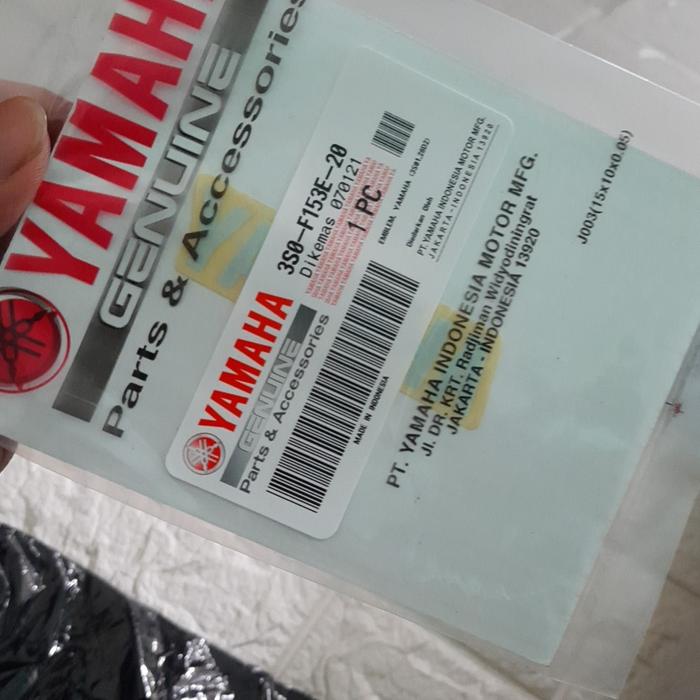 YAMAH
GENUINE
Parts & Accessories
3S0-F153E-20
Dikemas 070121
1 PC
EMBLEM, YAMAHA
Diedarkan Oleh
PT. YAMAHA INDONESIA MOTOR MFG.
JAKARTA - INDONESIA 13920
YAMAHA
GENUINE
Parts & Accessories
MADE IN INDONESIA
PT. YAMAHA INDONESIA MOTOR MFG.
Jl. DR. KRT. Radjiman Widyodiningrat
JAKARTA - INDONESIA 13920
J003(15x10x0.05)